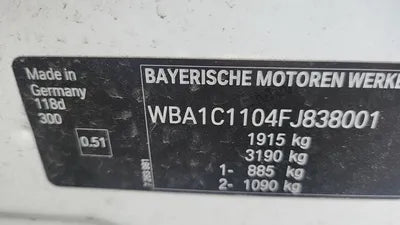 Made in
Germany
118d
300
0.51
BAYERISCHE MOTOREN WERKE
WBA1C1104FJ838001
1915 kg
3190 kg
1- 885 kg
2- 1090 kg